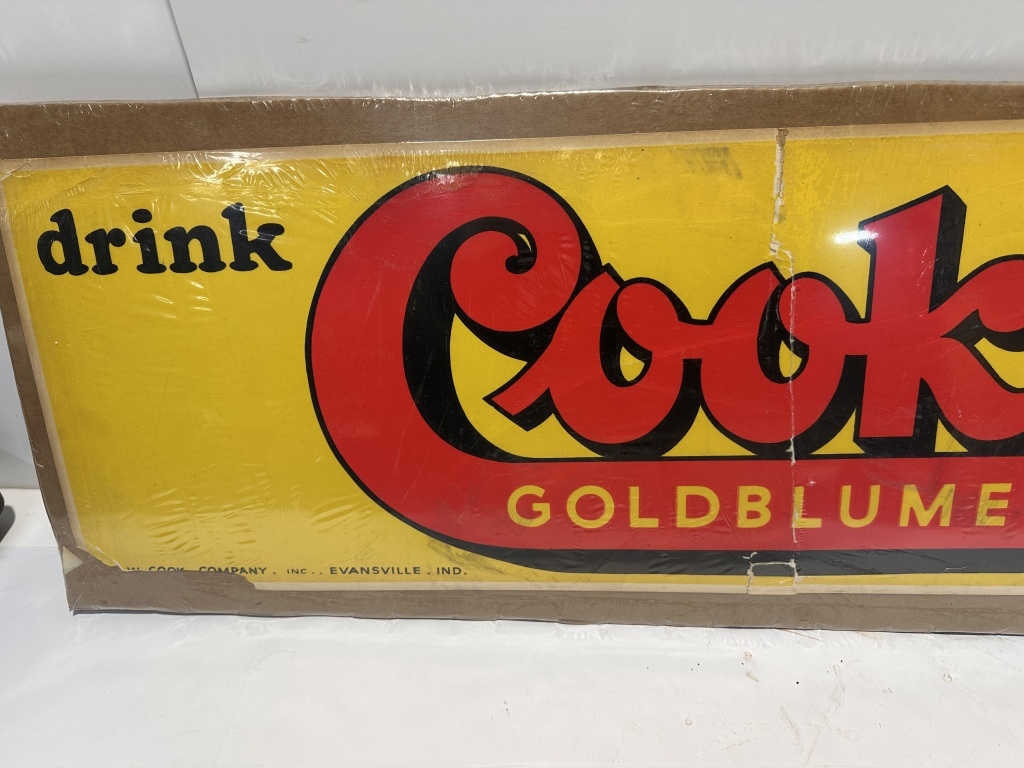 drink
Cook
GOLDBLUME
W. COOK COMPANY, INC., EVANSVILLE, IND.